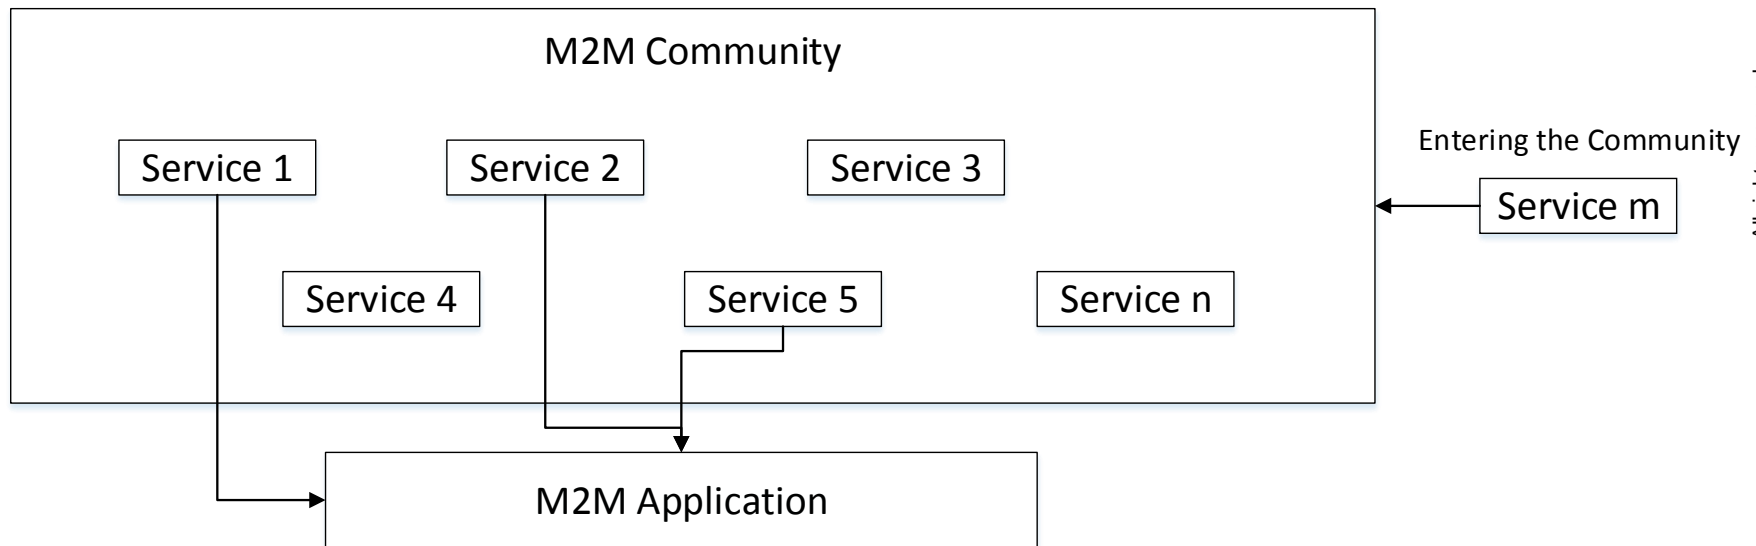 M2M Community
Service 1
Service 2
Service 3
Entering the Community
Service m
Service 4
Service 5
Service n
M2M Application